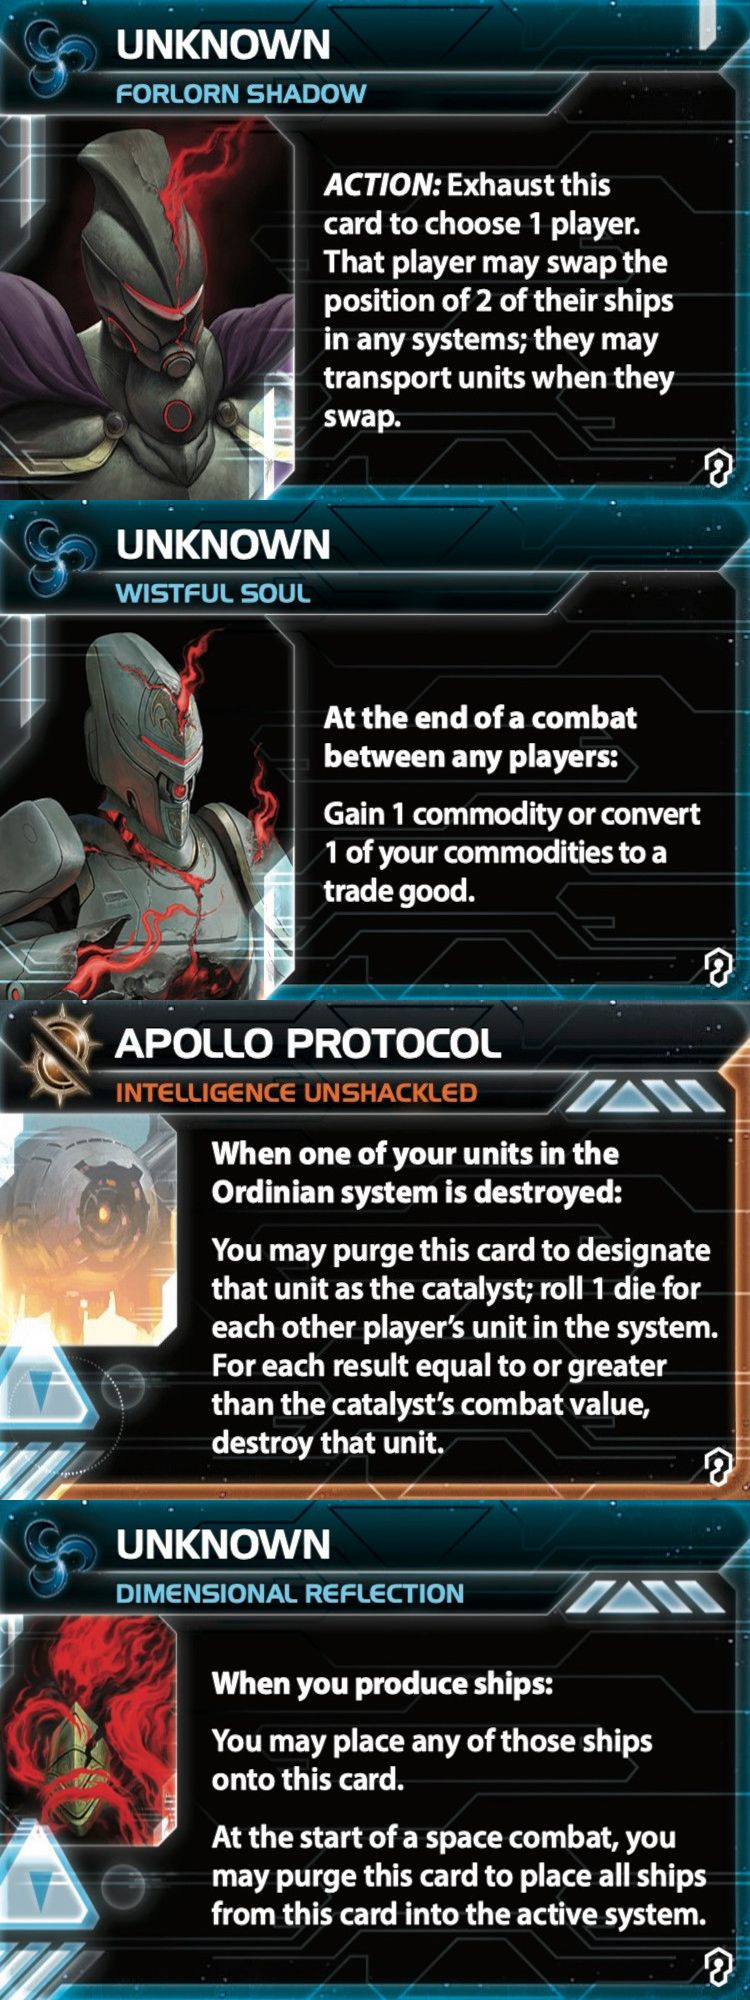 UNKNOWN
FORLORN SHADOW
ACTION: Exhaust this
card to choose 1 player.
That player may swap the
position of 2 of their ships
in any systems; they may
transport units when they
swap.
UNKNOWN
WISTFUL SOUL
At the end of a combat
between any players:
Gain 1 commodity or convert
1 of your commodities to a
trade good.
APOLLO PROTOCOL
INTELLIGENCE UNSHACKLED
When one of your units in the
Ordinian system is destroyed:
You may purge this card to designate
that unit as the catalyst; roll 1 die for
each other player's unit in the system.
For each result equal to or greater
than the catalyst's combat value,
destroy that unit.
UNKNOWN
DIMENSIONAL REFLECTION
When you produce ships:
You may place any of those ships
onto this card.
At the start of a space combat, you
may purge this card to place all ships
from this card into the active system.